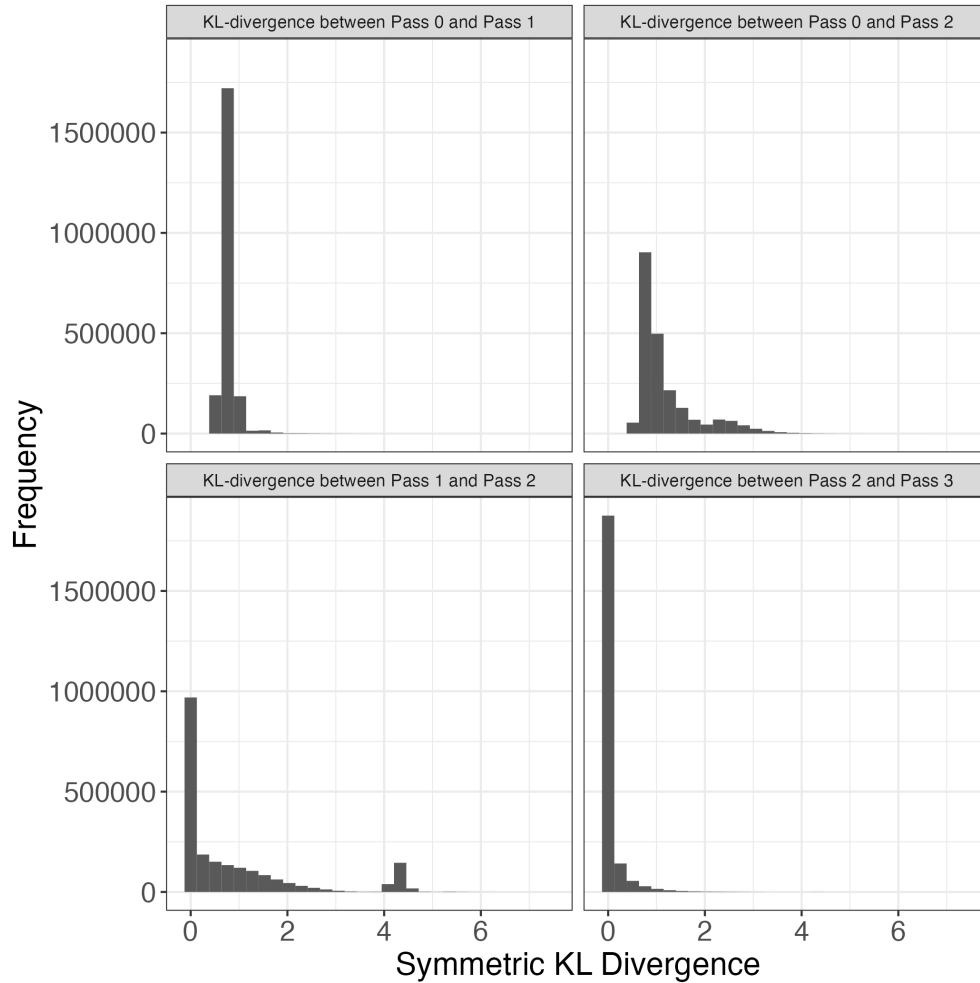 KL-divergence between Pass 0 and Pass 1
KL-divergence between Pass 0 and Pass 2
1500000
1000000
500000
0
Frequency
KL-divergence between Pass 1 and Pass 2
KL-divergence between Pass 2 and Pass 3
1500000
1000000
500000
0
0 2 4 6
0 2 4 6
Symmetric KL Divergence